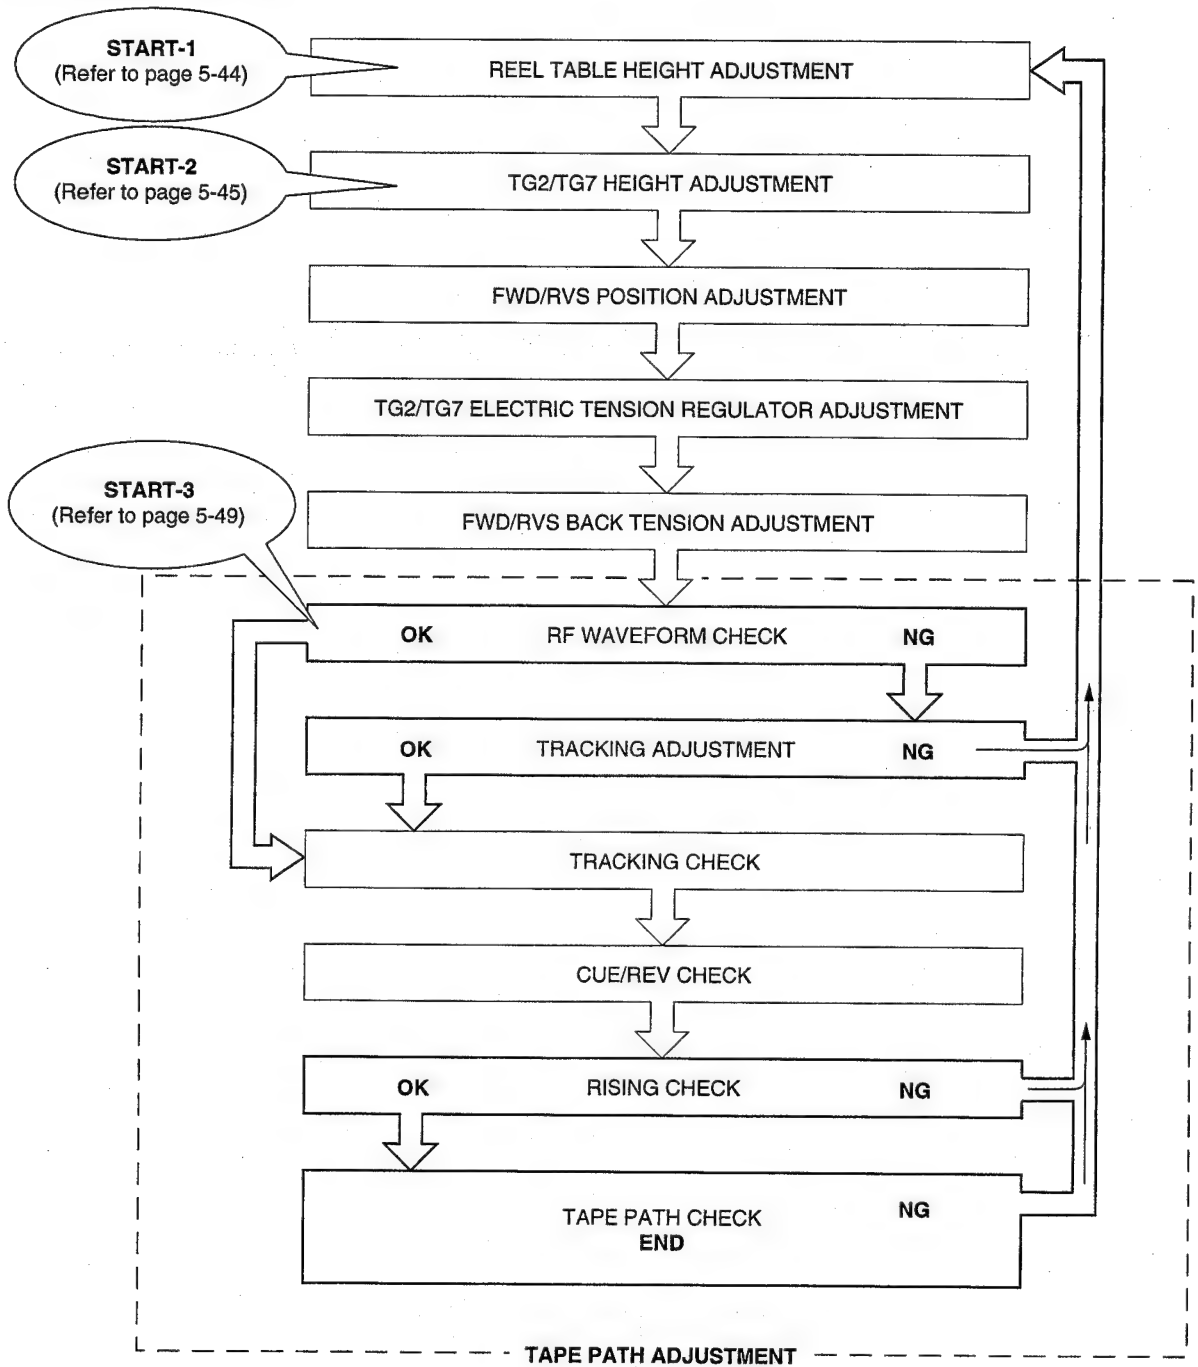 START-1
(Refer to page 5-44)
REEL TABLE HEIGHT ADJUSTMENT
START-2
(Refer to page 5-45)
TG2/TG7 HEIGHT ADJUSTMENT
FWD/RVS POSITION ADJUSTMENT
TG2/TG7 ELECTRIC TENSION REGULATOR ADJUSTMENT
START-3
(Refer to page 5-49)
FWD/RVS BACK TENSION ADJUSTMENT
OK RF WAVEFORM CHECK NG
OK TRACKING ADJUSTMENT NG
TRACKING CHECK
CUE/REV CHECK
OK RISING CHECK NG
NG
TAPE PATH CHECK
END
TAPE PATH ADJUSTMENT